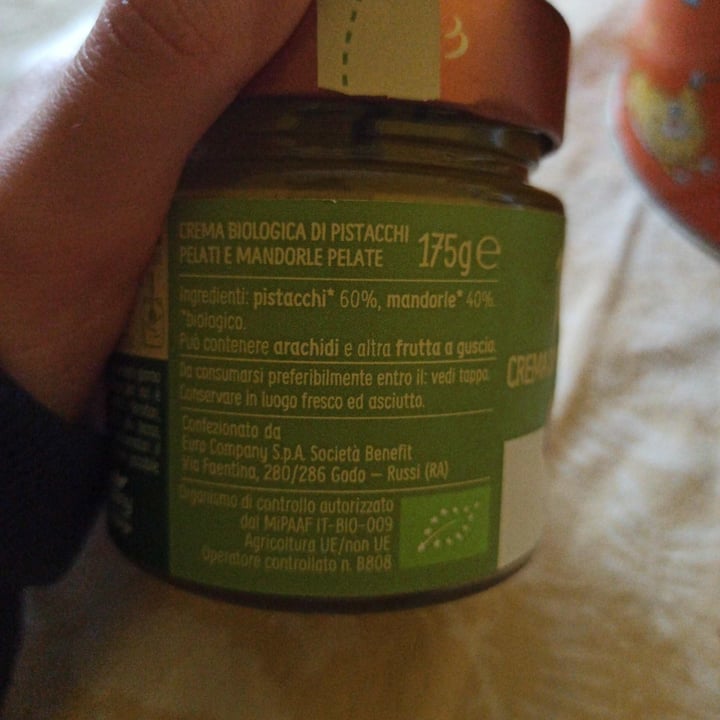 CREMA BIOLOGICA DI PISTACCHI
PELATI E MANDORLE PELATE
175g e
Ingredienti: pistacchi* 60%, mandorle* 40%.
*biologico.
Può contenere arachidi e altra frutta a guscio.
Da consumarsi preferibilmente entro il: vedi tappo.
Conservare in luogo fresco ed asciutto.
Confezionato da
Euro Company S.p.A. Società Benefit
Via Faentina, 280/286 Godo – Russi (RA)
Organismo di controllo autorizzato
dal MiPAAF IT-BIO-009
Agricoltura UE/non UE
Operatore controllato n. B808
CREMA